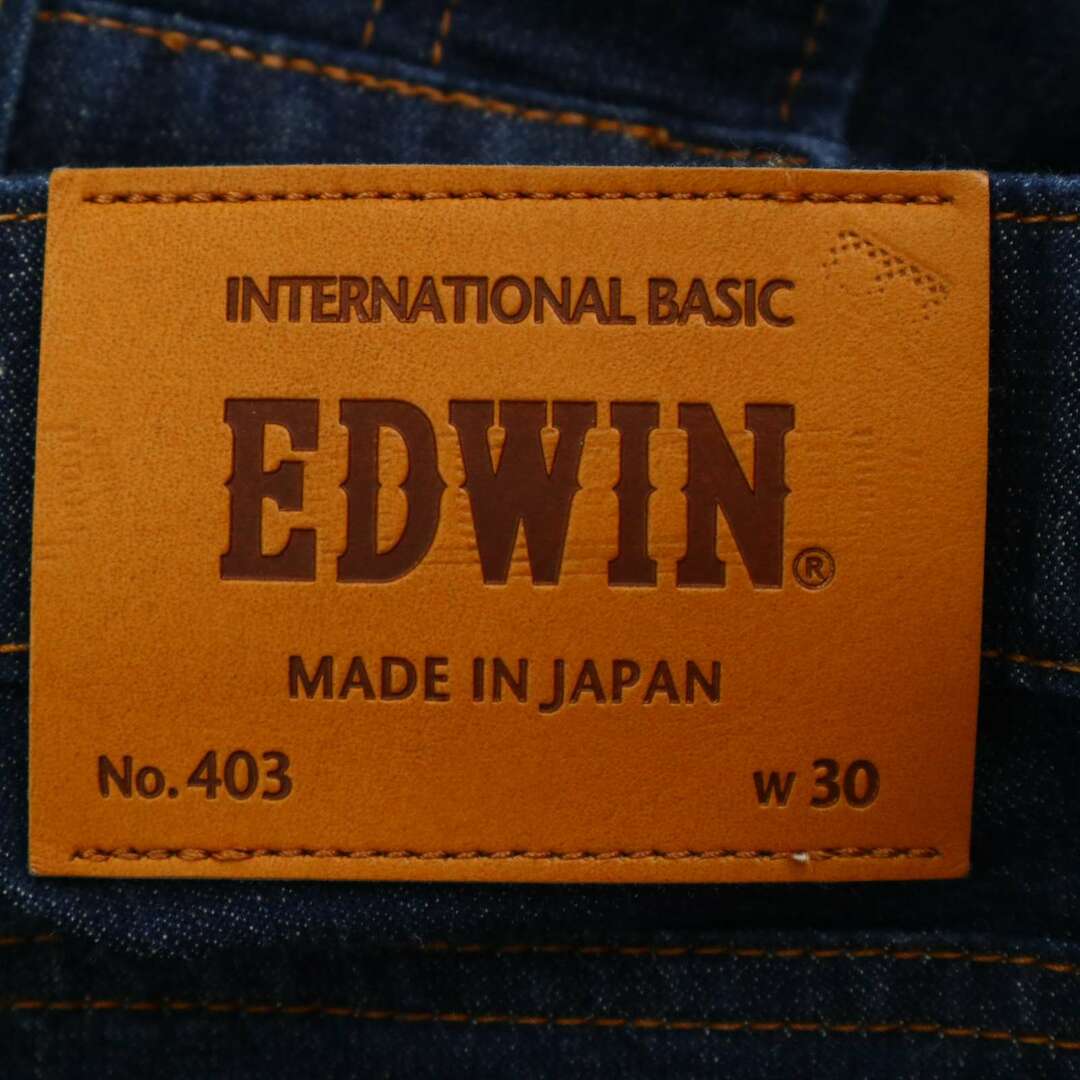 INTERNATIONAL BASIC
EDWIN®
MADE IN JAPAN
No. 403
W 30